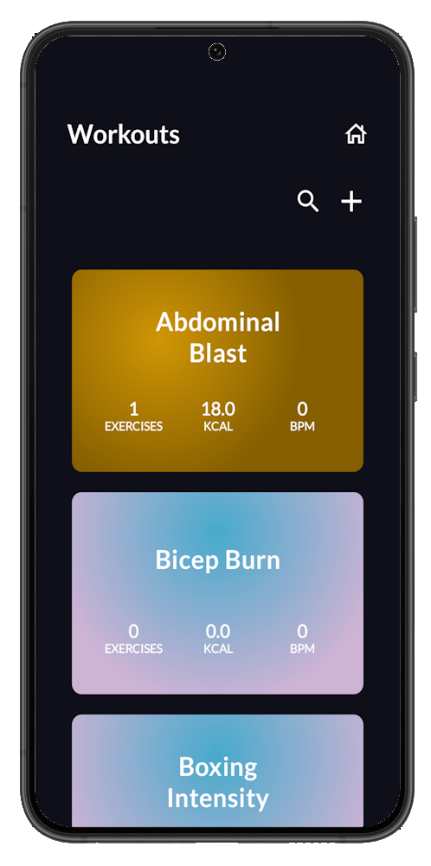 Workouts
Abdominal
Blast
1 18.0 0
EXERCISES KCAL BPM
Bicep Burn
0 0.0 0
EXERCISES KCAL BPM
Boxing
Intensity